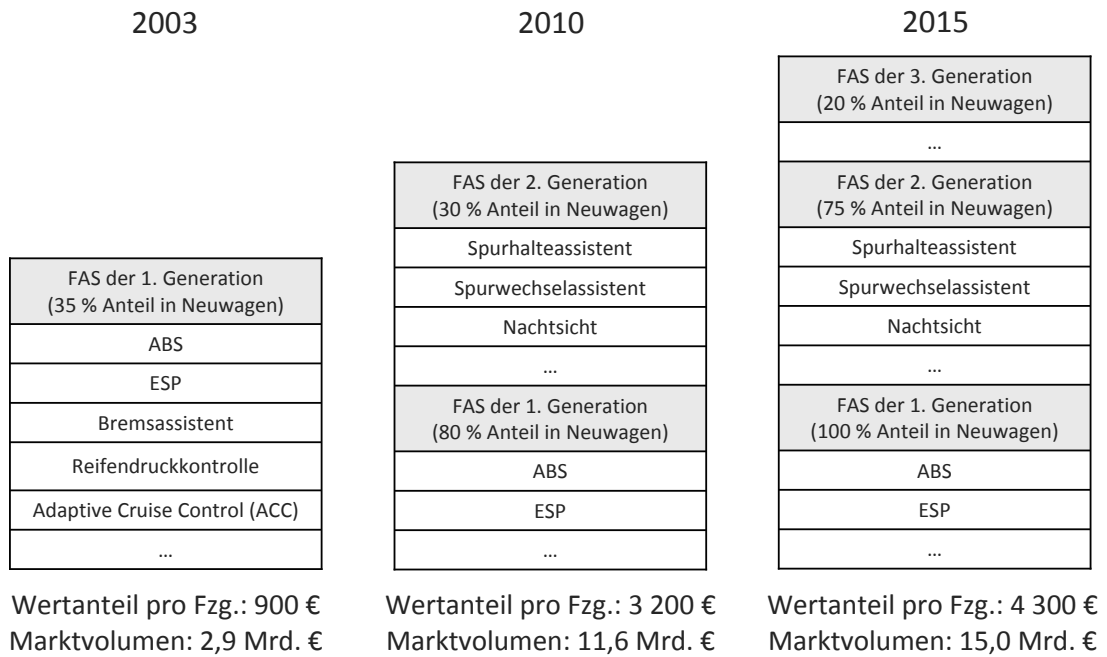 2003
FAS der 1. Generation
(35 % Anteil in Neuwagen)
ABS
ESP
Bremsassistent
Reifendruckkontrolle
Adaptive Cruise Control (ACC)
...
Wertanteil pro Fzg.: 900 €
Marktvolumen: 2,9 Mrd. €
2010
FAS der 2. Generation
(30 % Anteil in Neuwagen)
Spurhalteassistent
Spurwechselassistent
Nachtsicht
...
FAS der 1. Generation
(80 % Anteil in Neuwagen)
ABS
ESP
...
Wertanteil pro Fzg.: 3 200 €
Marktvolumen: 11,6 Mrd. €
2015
FAS der 3. Generation
(20 % Anteil in Neuwagen)
...
FAS der 2. Generation
(75 % Anteil in Neuwagen)
Spurhalteassistent
Spurwechselassistent
Nachtsicht
...
FAS der 1. Generation
(100 % Anteil in Neuwagen)
ABS
ESP
...
Wertanteil pro Fzg.: 4 300 €
Marktvolumen: 15,0 Mrd. €